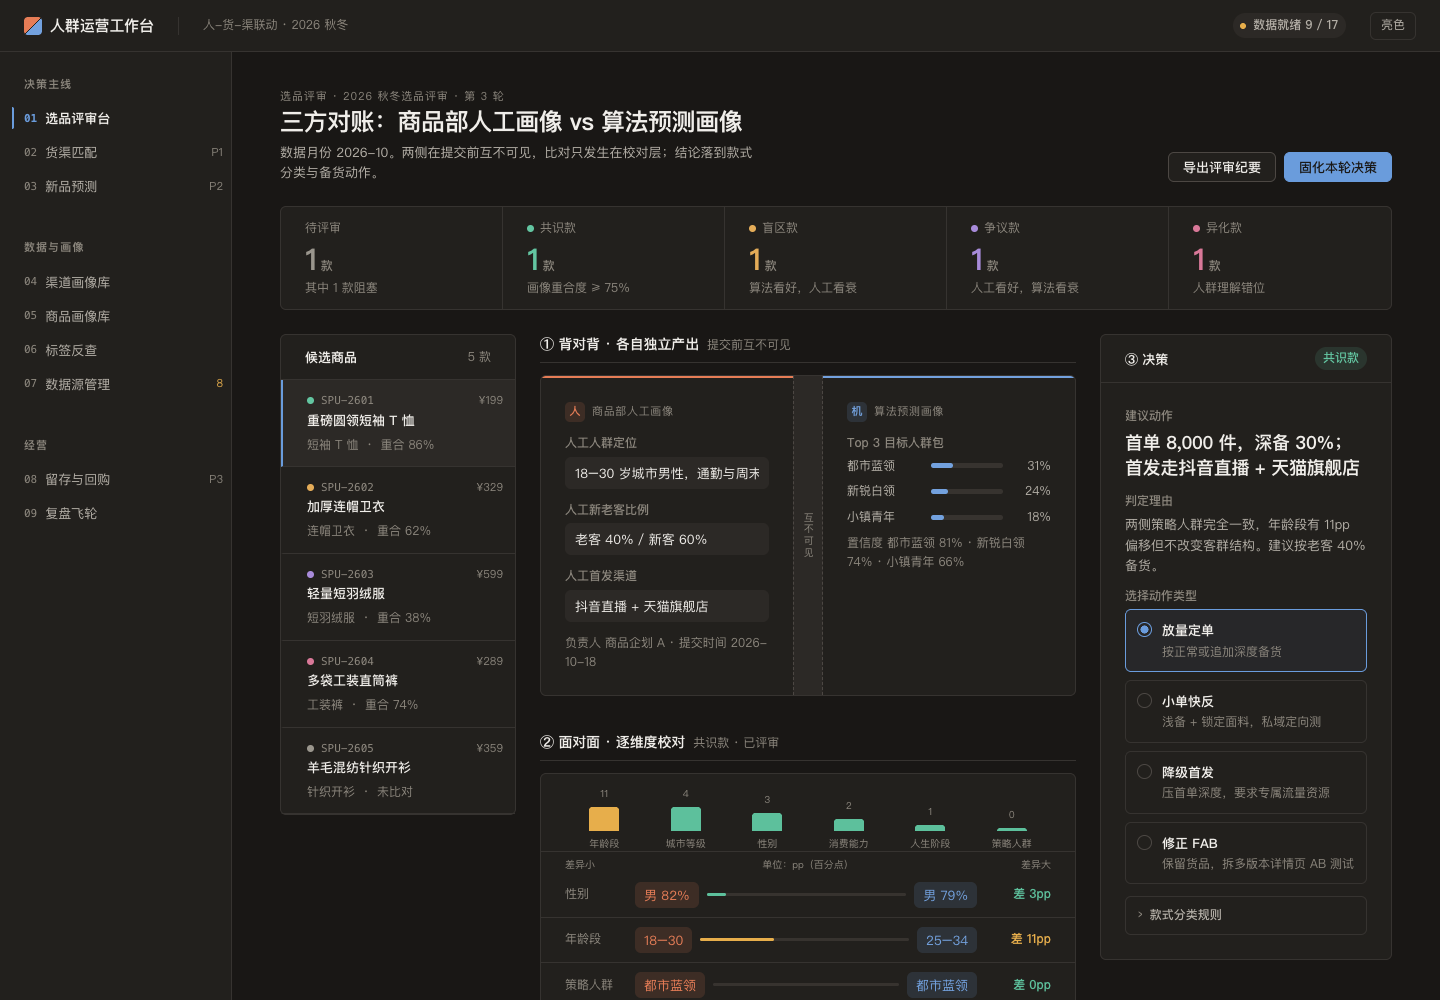 人群运营工作台
人–货–渠联动 · 2026 秋冬
数据就绪 9 / 17
亮色
决策主线
01 选品评审台
02 货渠匹配 P1
03 新品预测 P2
数据与画像
04 渠道画像库
05 商品画像库
06 标签反查
07 数据源管理 8
经营
08 留存与回购 P3
09 复盘飞轮
选品评审 · 2026 秋冬选品评审 · 第 3 轮
三方对账：商品部人工画像 vs 算法预测画像
数据月份 2026–10。两侧在提交前互不可见，比对只发生在校对层；结论落到款式
分类与备货动作。
导出评审纪要
固化本轮决策
待评审
1 款
其中 1 款阻塞
共识款
1 款
画像重合度 ≥ 75%
盲区款
1 款
算法看好，人工看衰
争议款
1 款
人工看好，算法看衰
异化款
1 款
人群理解错位
候选商品 5 款
SPU–2601 ¥199
重磅圆领短袖 T 恤
短袖 T 恤 · 重合 86%
SPU–2602 ¥329
加厚连帽卫衣
连帽卫衣 · 重合 62%
SPU–2603 ¥599
轻量短羽绒服
短羽绒服 · 重合 38%
SPU–2604 ¥289
多袋工装直筒裤
工装裤 · 重合 74%
SPU–2605 ¥359
羊毛混纺针织开衫
针织开衫 · 未比对
① 背对背 · 各自独立产出 提交前互不可见
人 商品部人工画像
人工人群定位
18—30 岁城市男性，通勤与周末
人工新老客比例
老客 40% / 新客 60%
人工首发渠道
抖音直播 + 天猫旗舰店
负责人 商品企划 A · 提交时间 2026–
10–18
互不可见
机 算法预测画像
Top 3 目标人群包
都市蓝领 31%
新锐白领 24%
小镇青年 18%
置信度 都市蓝领 81% · 新锐白领
74% · 小镇青年 66%
② 面对面 · 逐维度校对 共识款 · 已评审
11 4 3 2 1 0
年龄段 城市等级 性别 消费能力 人生阶段 策略人群
差异小 单位：pp（百分点） 差异大
性别 男 82% 男 79% 差 3pp
年龄段 18—30 25—34 差 11pp
策略人群 都市蓝领 都市蓝领 差 0pp
③ 决策 共识款
建议动作
首单 8,000 件，深备 30%；
首发走抖音直播 + 天猫旗舰店
判定理由
两侧策略人群完全一致，年龄段有 11pp
偏移但不改变客群结构。建议按老客 40%
备货。
选择动作类型
放量定单
按正常或追加深度备货
小单快反
浅备 + 锁定面料，私域定向测
降级首发
压首单深度，要求专属流量资源
修正 FAB
保留货品，拆多版本详情页 AB 测试
› 款式分类规则